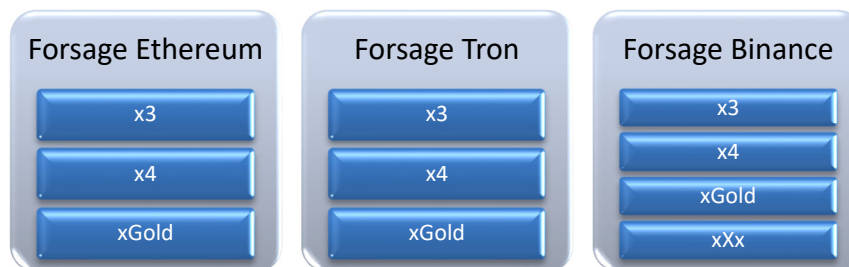 Forsage Ethereum
x3
x4
xGold
Forsage Tron
x3
x4
xGold
Forsage Binance
x3
x4
xGold
xXx